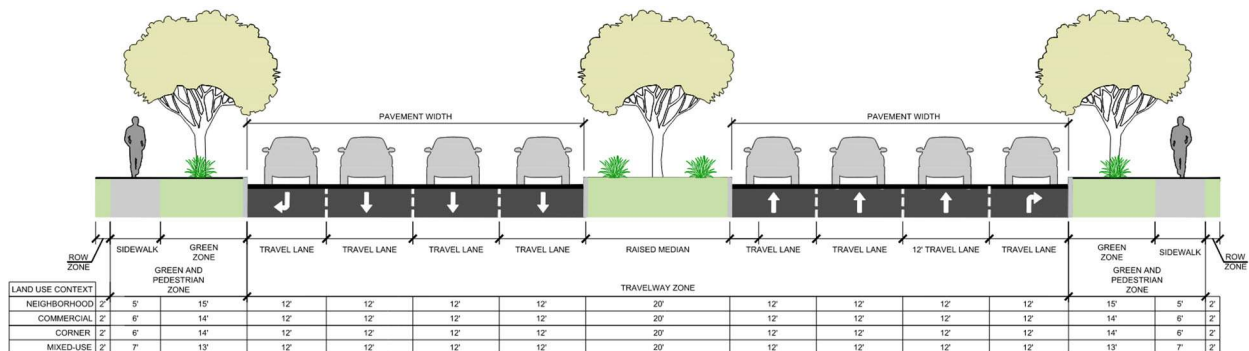 PAVEMENT WIDTH
PAVEMENT WIDTH
ROW ZONE
SIDEWALK
GREEN ZONE
TRAVEL LANE
TRAVEL LANE
TRAVEL LANE
TRAVEL LANE
RAISED MEDIAN
TRAVEL LANE
TRAVEL LANE
12' TRAVEL LANE
TRAVEL LANE
GREEN ZONE
SIDEWALK
ROW ZONE
GREEN AND PEDESTRIAN ZONE
TRAVELWAY ZONE
GREEN AND PEDESTRIAN ZONE
LAND USE CONTEXT
NEIGHBORHOOD 2' 5' 15' 12' 12' 12' 12' 20' 12' 12' 12' 12' 15' 5' 2'
COMMERCIAL 2' 6' 14' 12' 12' 12' 12' 20' 12' 12' 12' 12' 14' 6' 2'
CORNER 2' 6' 14' 12' 12' 12' 12' 20' 12' 12' 12' 12' 14' 6' 2'
MIXED-USE 2' 7' 13' 12' 12' 12' 12' 20' 12' 12' 12' 12' 13' 7' 2'